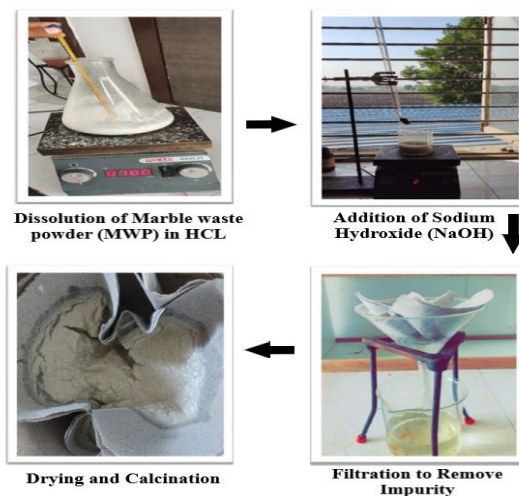 Dissolution of Marble waste
powder (MWP) in HCL
Addition of Sodium
Hydroxide (NaOH)
Drying and Calcination
Filtration to Remove
Impurity